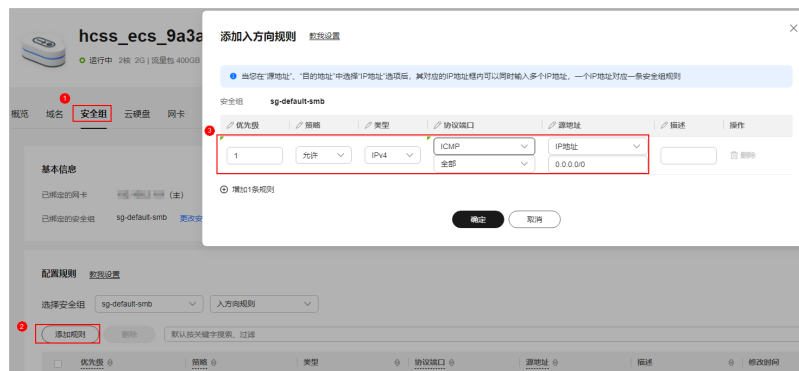 hcss_ecs_9a3a
运行中 2核 2G | 流量包 400GB
1
概览 域名 安全组 云硬盘 网卡
基本信息
已绑定的网卡 (主)
已绑定的安全组 sg-default-smb 更改安
添加入方向规则 教我设置
当您在“源地址”、“目的地址”中选择“IP地址”选项后，其对应的IP地址框内可以同时输入多个IP地址，一个IP地址对应一条安全组规则
安全组 sg-default-smb
3
优先级 策略 类型 协议端口 源地址 描述 操作
1 允许 IPv4 ICMP IP地址 删除
全部 0.0.0.0/0
增加1条规则
确定 取消
配置规则 教我设置
选择安全组 sg-default-smb 入方向规则
2
添加规则 删除 默认按关键字搜索、过滤
优先级 策略 类型 协议端口 源地址 描述 修改时间